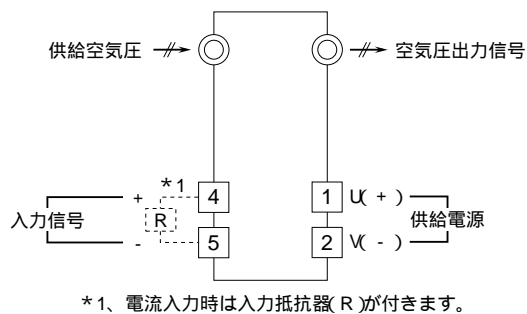 供給空気圧
空気圧出力信号
*1
+ 4 1 U( + )
入力信号 R 供給電源
- 5 2 V( - )
*1、電流入力時は入力抵抗器( R )が付きます。